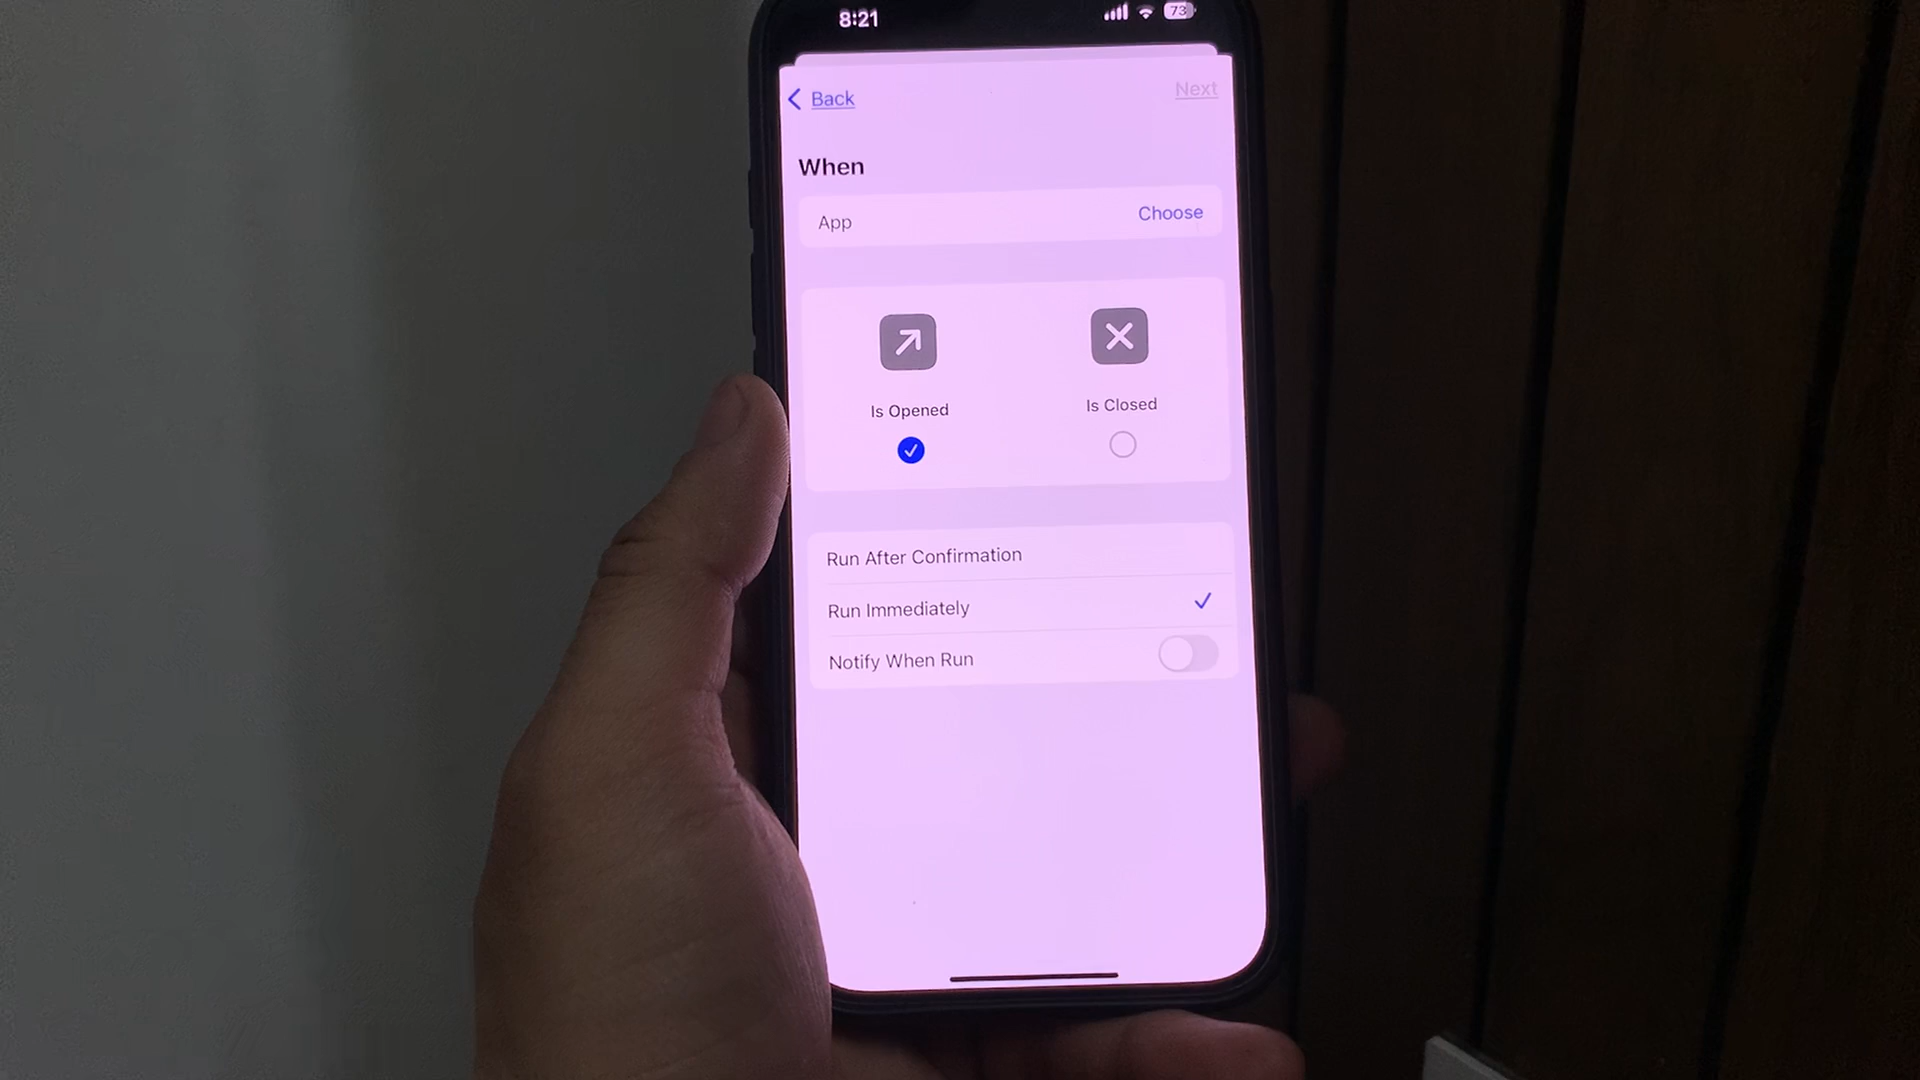 8:21
73
Back
Next
When
App
Choose
Is Opened
Is Closed
Run After Confirmation
Run Immediately
Notify When Run